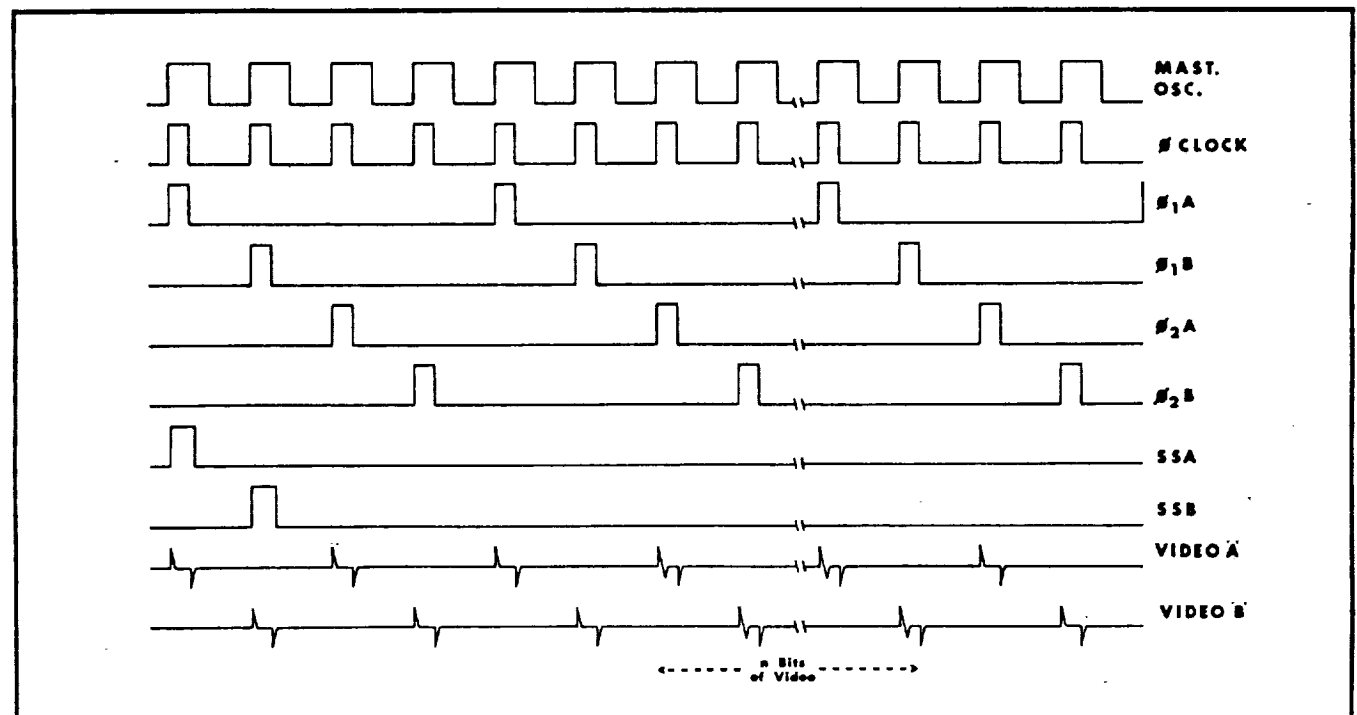 MAST.
OSC.
Ø CLOCK
Ø1A
Ø1B
Ø2A
Ø2B
SSA
SSB
VIDEO "A"
VIDEO "B"
n Bits
of Video